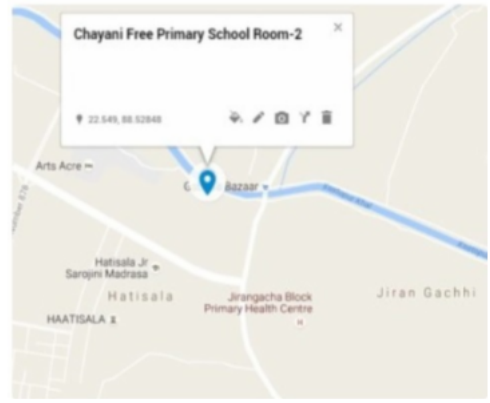 Chayani Free Primary School Room-2
22.549, 88.52848
Arts Acre
Bazaar
Hatisala Jr
Sarojini Madrasa
Hatisala
Jirangacha Block
Primary Health Centre
Jiran Gachhi
HAATISALA